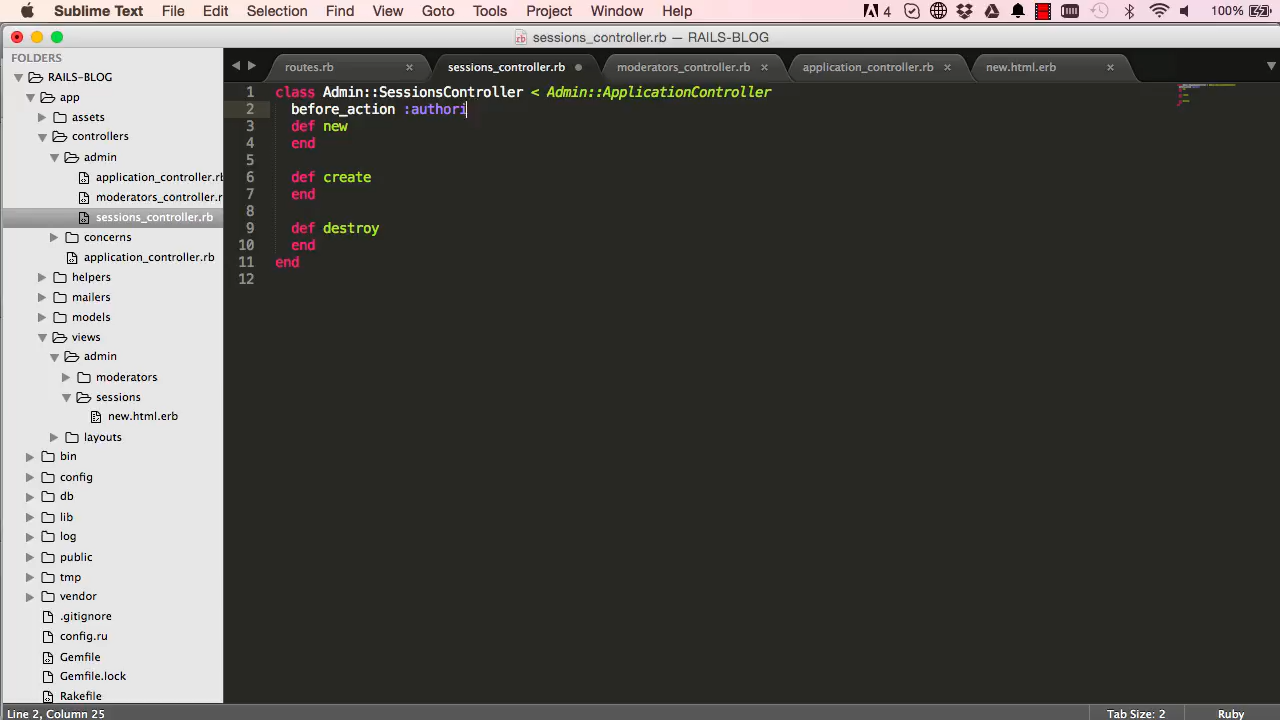 Sublime Text File Edit Selection Find View Goto Tools Project Window Help 4 100%
sessions_controller.rb — RAILS-BLOG
FOLDERS
RAILS-BLOG
app
assets
controllers
admin
application_controller.rb
moderators_controller.r
sessions_controller.rb
concerns
application_controller.rb
helpers
mailers
models
views
admin
moderators
sessions
new.html.erb
layouts
bin
config
db
lib
log
public
tmp
vendor
.gitignore
config.ru
Gemfile
Gemfile.lock
Rakefile
routes.rb × sessions_controller.rb moderators_controller.rb × application_controller.rb × new.html.erb ×
1 class Admin::SessionsController < Admin::ApplicationController
2 before_action :authori
3 def new
4 end
5
6 def create
7 end
8
9 def destroy
10 end
11 end
12
Line 2, Column 25 Tab Size: 2 Ruby